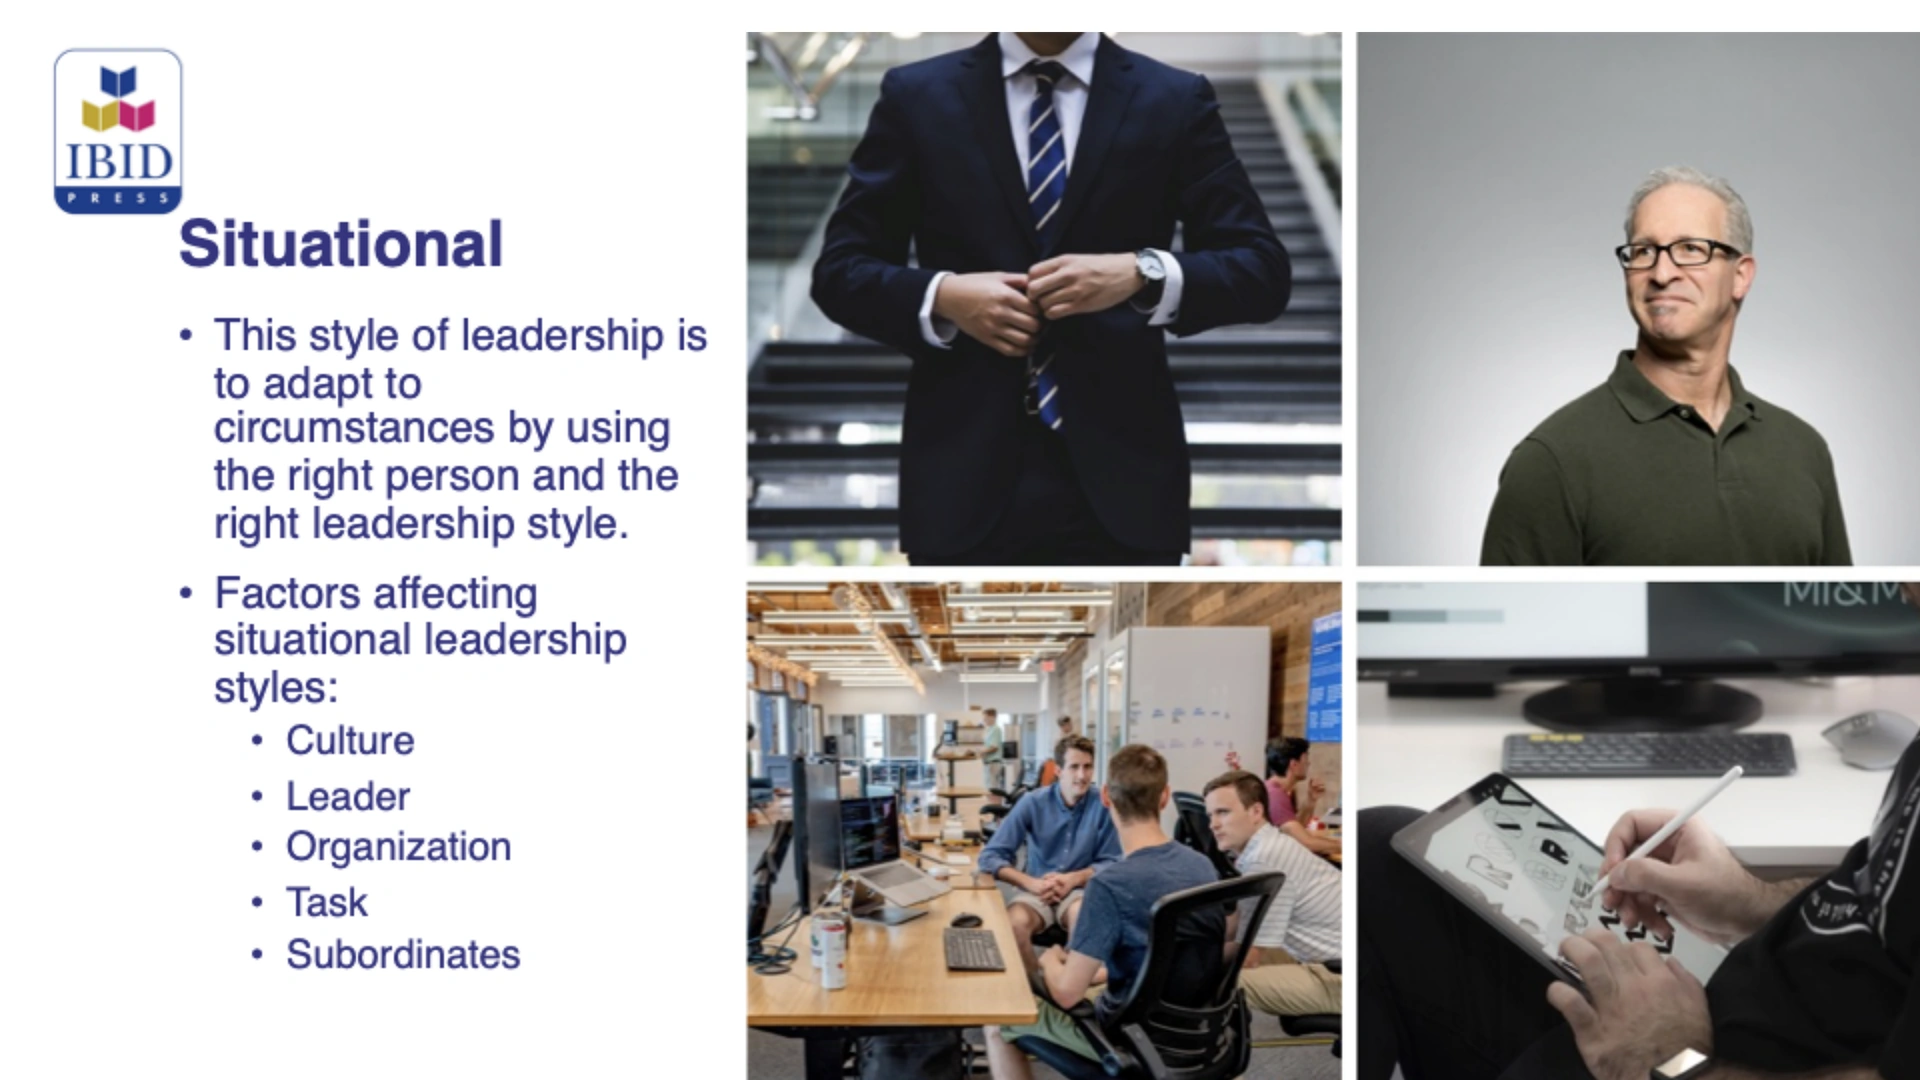 IBID
PRESS
Situational
• This style of leadership is
to adapt to
circumstances by using
the right person and the
right leadership style.
• Factors affecting
situational leadership
styles:
• Culture
• Leader
• Organization
• Task
• Subordinates
MI&M